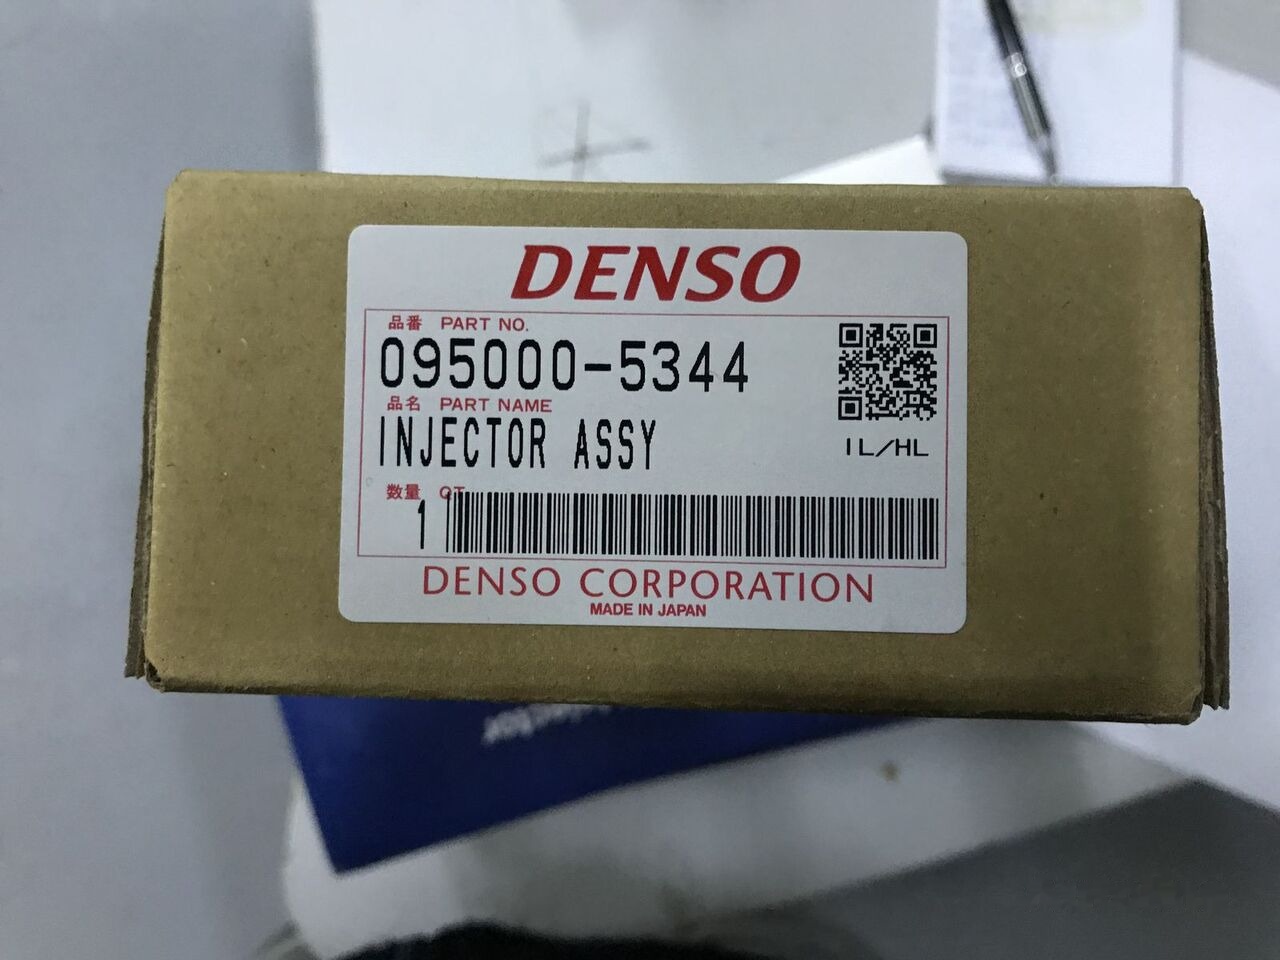 DENSO
品番 PART NO.
095000-5344
品名 PART NAME
INJECTOR ASSY
IL/HL
数量
1
DENSO CORPORATION
MADE IN JAPAN